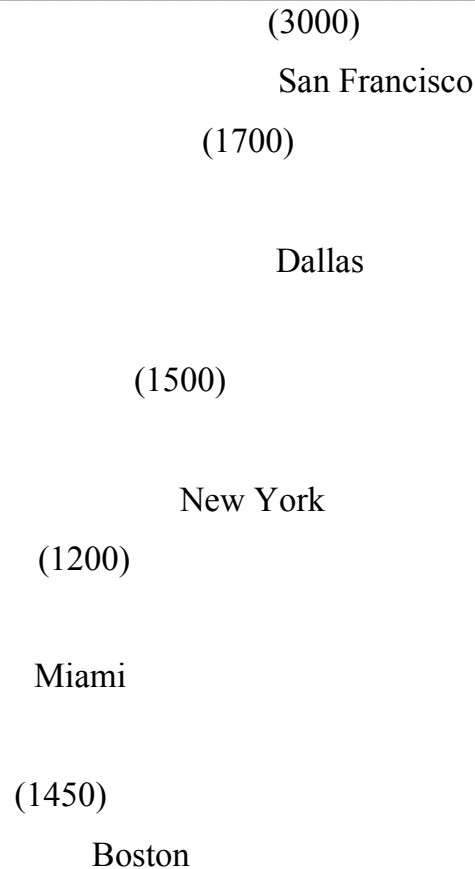 (3000)
San Francisco
(1700)
Dallas
(1500)
New York
(1200)
Miami
(1450)
Boston